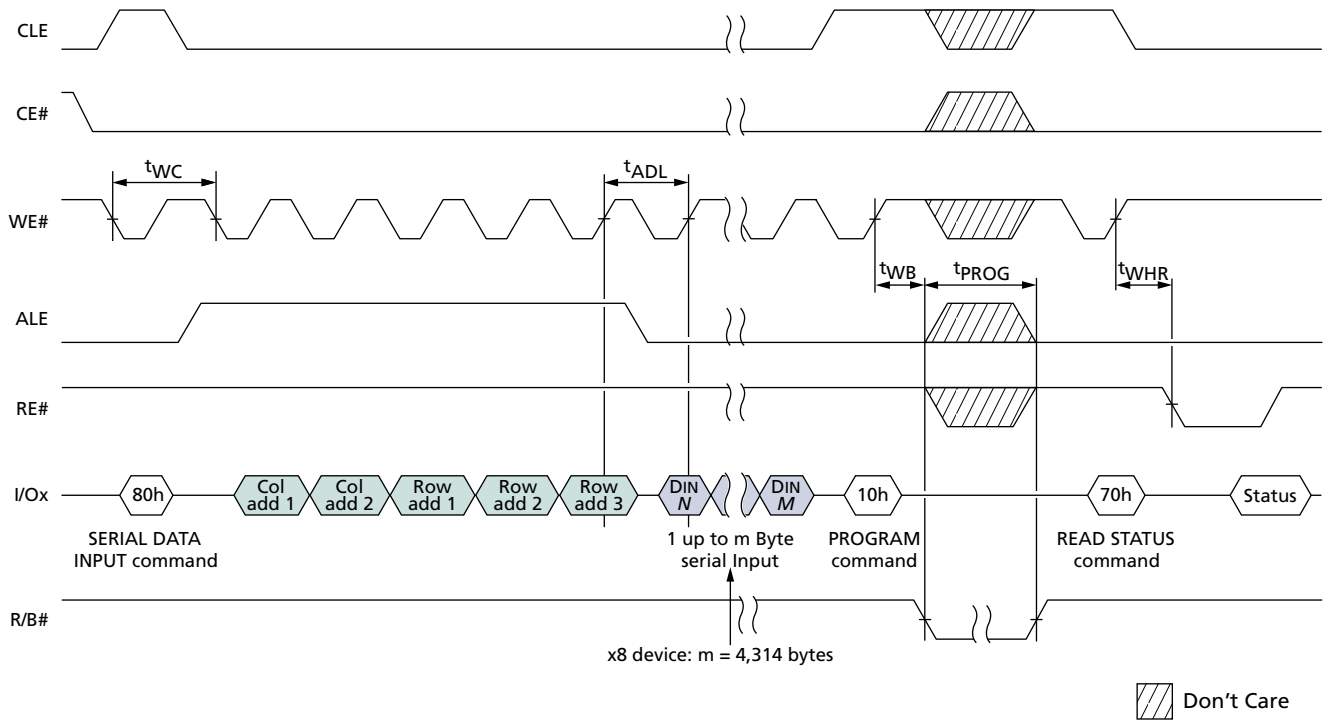 CLE
CE#
tWC
tADL
WE#
tWB
tPROG
tWHR
ALE
RE#
I/Ox
80h
Col
add 1
Col
add 2
Row
add 1
Row
add 2
Row
add 3
DIN
N
DIN
M
10h
70h
Status
SERIAL DATA
INPUT command
1 up to m Byte
serial Input
PROGRAM
command
READ STATUS
command
R/B#
x8 device: m = 4,314 bytes
Don't Care